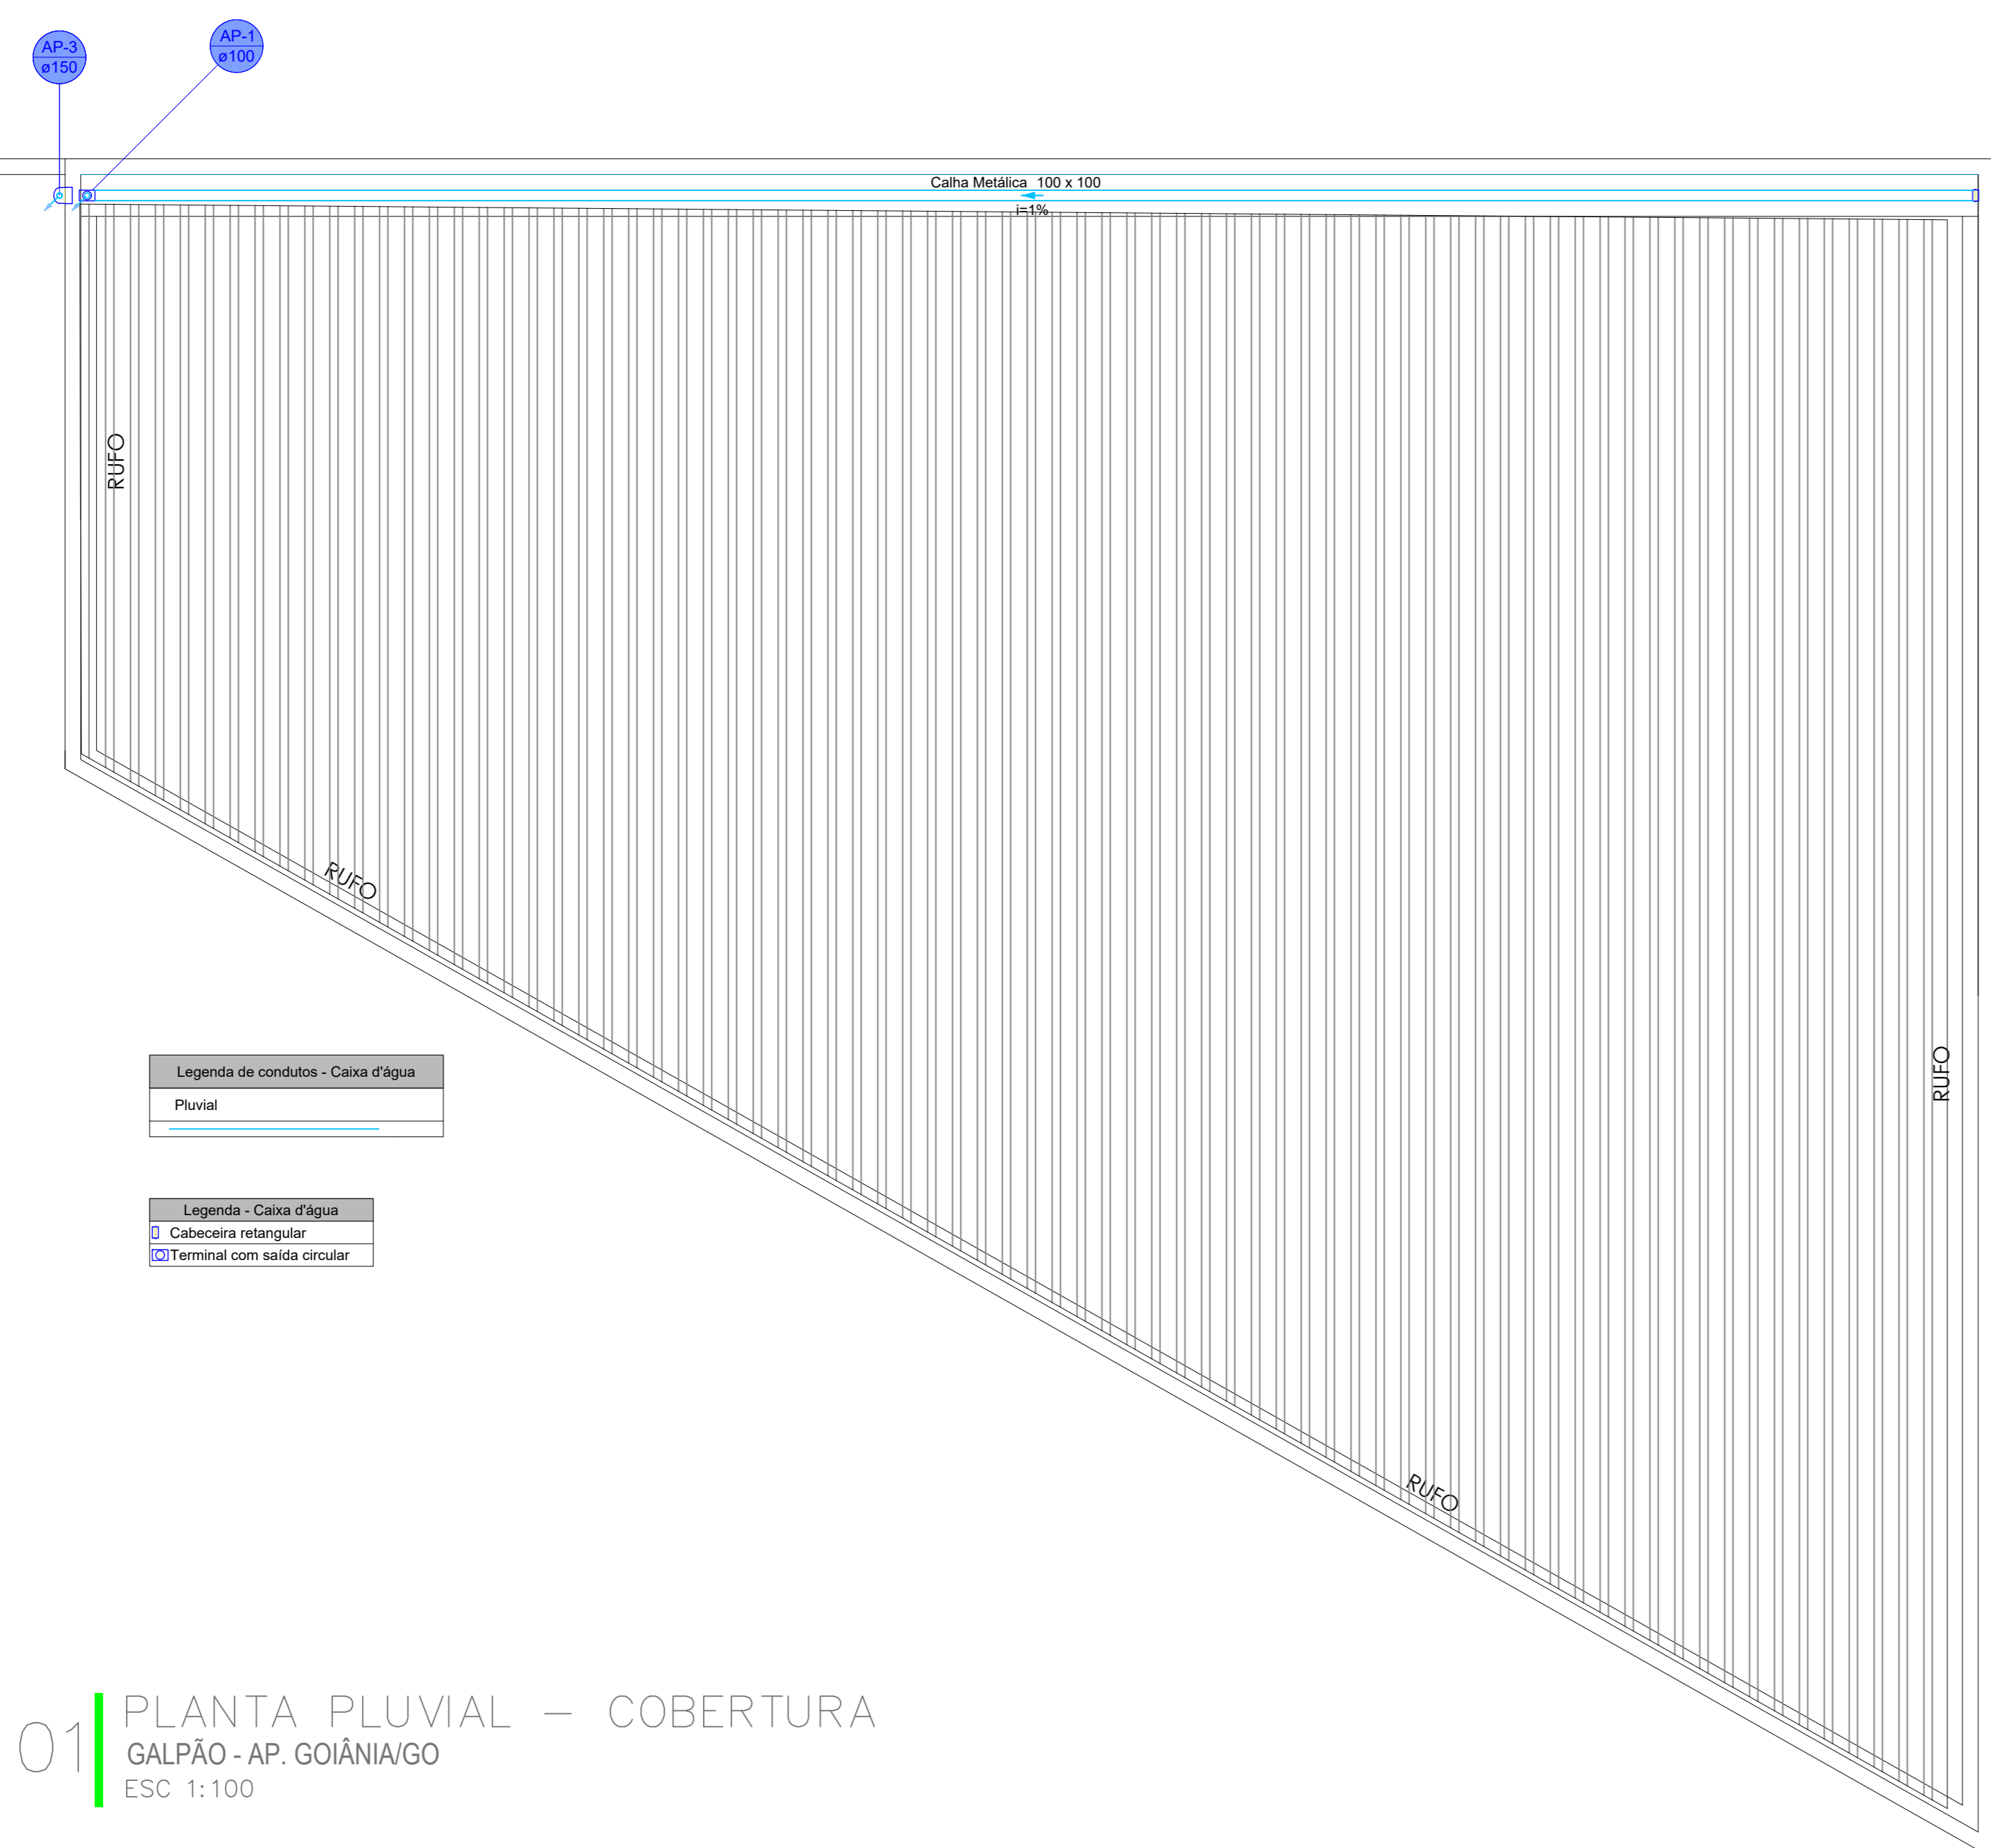 AP-3
ø150
AP-1
ø100
Calha Metálica 100 x 100
i=1%
RUFO
RUFO
RUFO
RUFO
Legenda de condutos - Caixa d'água
Pluvial
Legenda - Caixa d'água
Cabeceira retangular
Terminal com saída circular
01
PLANTA PLUVIAL – COBERTURA
GALPÃO - AP. GOIÂNIA/GO
ESC 1:100